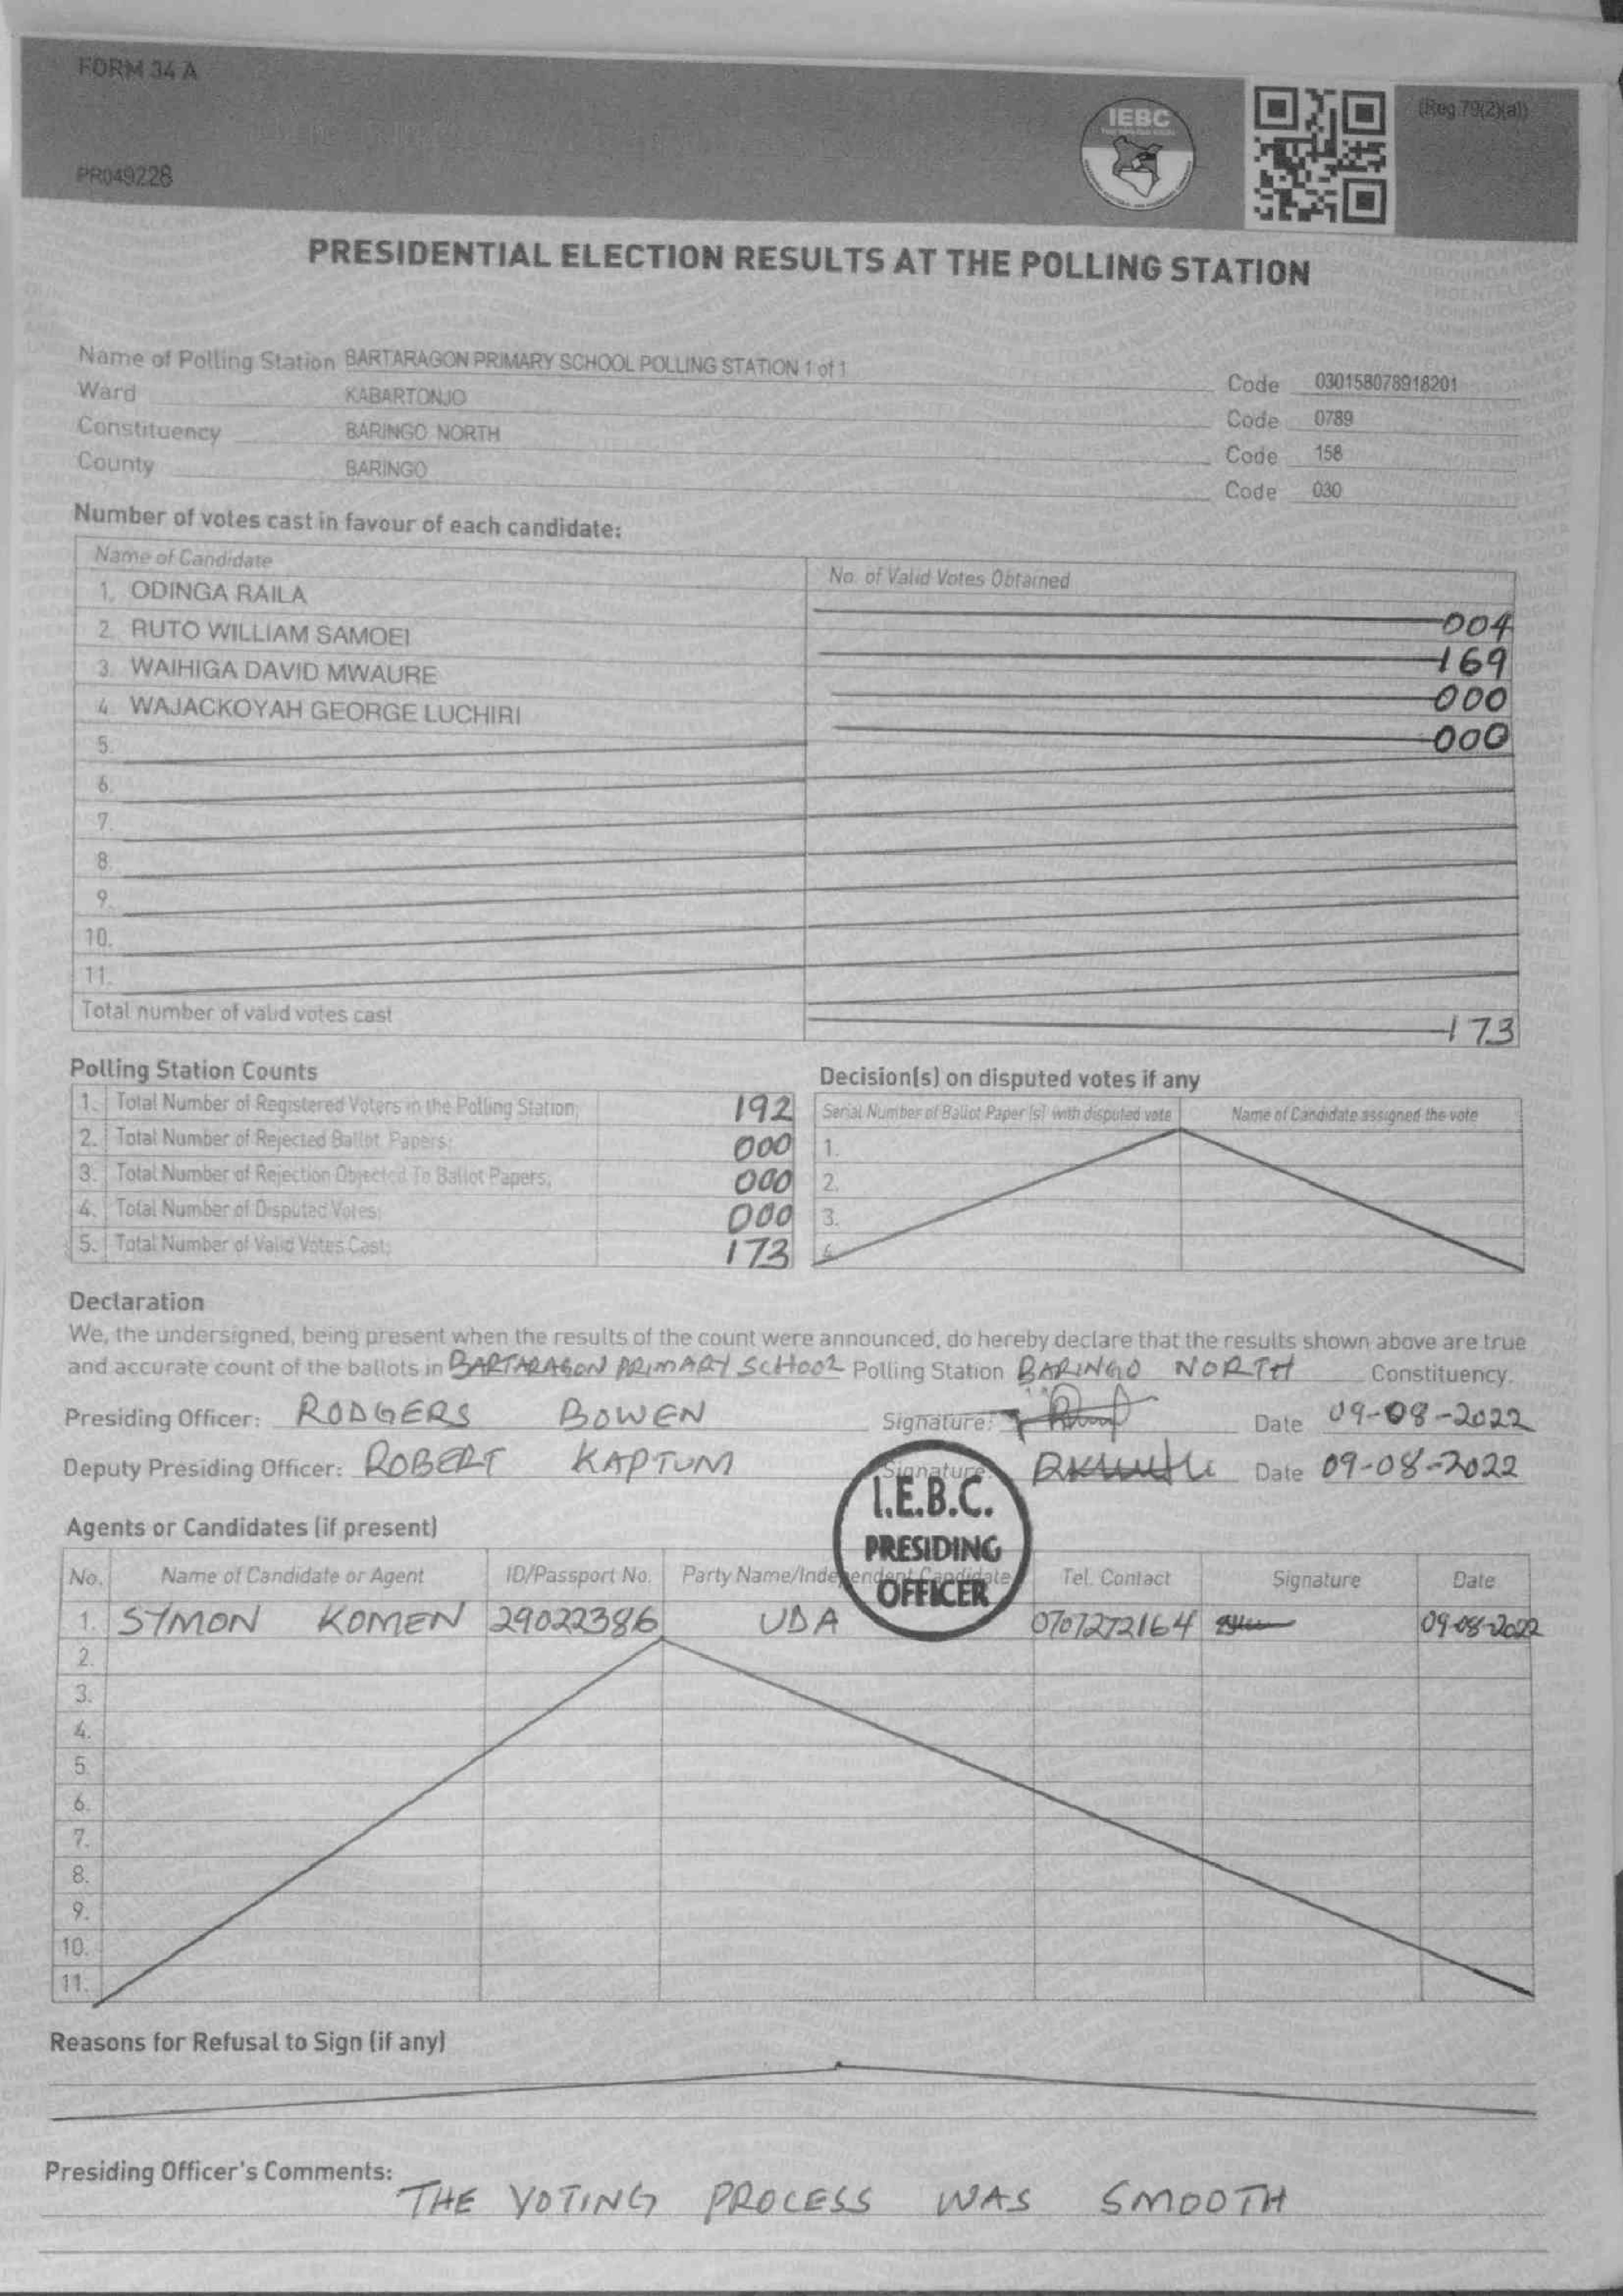 FORM 34 A
(Reg.79(2)(a))
IEBC
PR049228
PRESIDENTIAL ELECTION RESULTS AT THE POLLING STATION
Name of Polling Station BARTARAGON PRIMARY SCHOOL POLLING STATION 1 of 1 Code 030158078918201
Ward KABARTONJO Code 0789
Constituency BARINGO NORTH Code 158
County BARINGO Code 030
Number of votes cast in favour of each candidate:
Name of Candidate No. of Valid Votes Obtained
1. ODINGA RAILA 004
2. RUTO WILLIAM SAMOEI 169
3. WAIHIGA DAVID MWAURE 000
4. WAJACKOYAH GEORGE LUCHIRI 000
5.
6.
7.
8.
9.
10.
11.
Total number of valid votes cast 173
Polling Station Counts
1. Total Number of Registered Voters in the Polling Station; 192
2. Total Number of Rejected Ballot Papers; 000
3. Total Number of Rejection Objected To Ballot Papers; 000
4. Total Number of Disputed Votes; 000
5. Total Number of Valid Votes Cast; 173
Decision(s) on disputed votes if any
Serial Number of Ballot Paper (s) with disputed vote Name of Candidate assigned the vote
1.
2.
3.
4.
Declaration
We, the undersigned, being present when the results of the count were announced, do hereby declare that the results shown above are true
and accurate count of the ballots in BARTARAGON PRIMARY SCHOOL Polling Station BARINGO NORTH Constituency.
Presiding Officer: RODGERS BOWEN Signature: Date 09-08-2022
Deputy Presiding Officer: ROBERT KAPTUM Signature Date 09-08-2022
I.E.B.C.
PRESIDING
OFFICER
Agents or Candidates (if present)
No. Name of Candidate or Agent ID/Passport No. Party Name/Independent Candidate Tel. Contact Signature Date
1. SYMON KOMEN 29022386 UDA 0707272164 09-08-2022
2.
3.
4.
5.
6.
7.
8.
9.
10.
11.
Reasons for Refusal to Sign (if any)
Presiding Officer's Comments:
THE VOTING PROCESS WAS SMOOTH